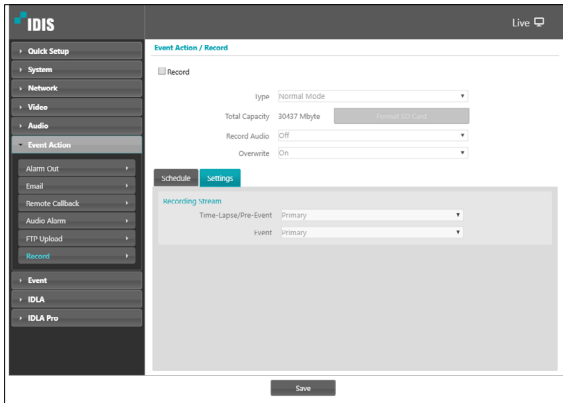 IDIS
Live
Quick Setup
System
Network
Video
Audio
Event Action
Alarm Out
Email
Remote Callback
Audio Alarm
FTP Upload
Record
Event
IDLA
IDLA Pro
Event Action / Record
Record
Type Normal Mode
Total Capacity 30437 Mbyte Format SD Card
Record Audio Off
Overwrite On
Schedule Settings
Recording Stream
Time-Lapse/Pre-Event Primary
Event Primary
Save